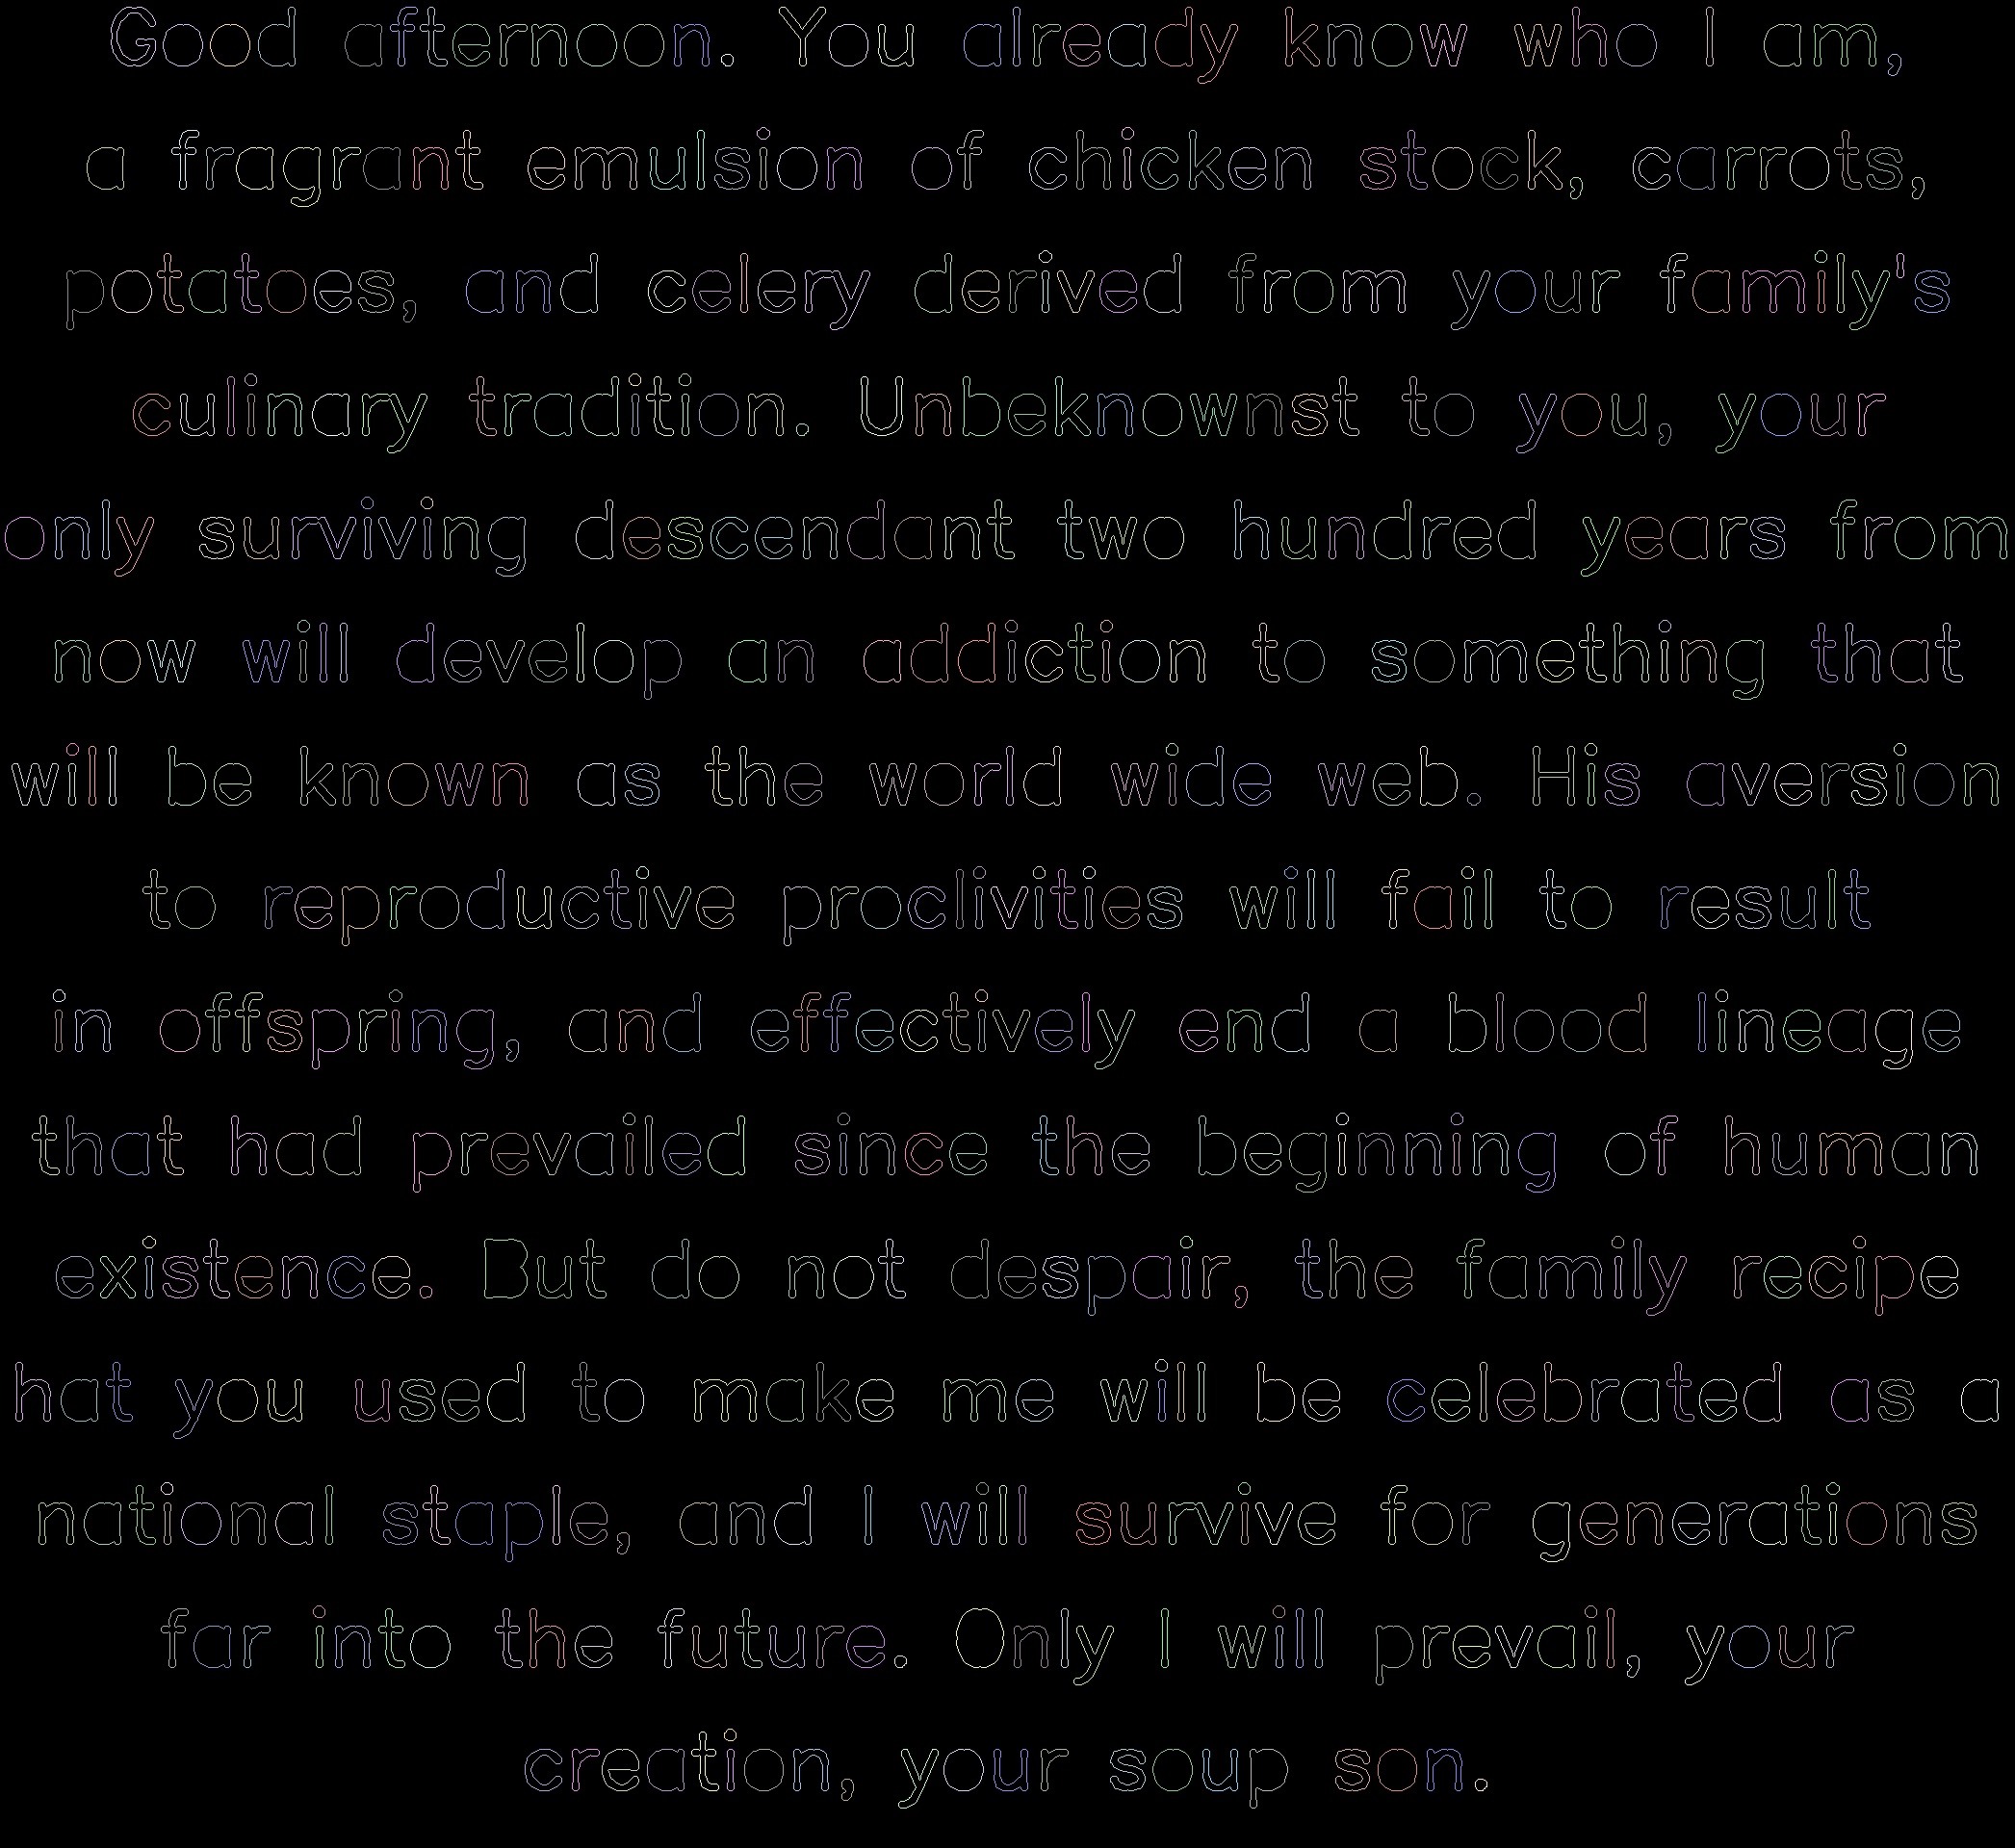 Good afternoon. You already know who I am,
a fragrant emulsion of chicken stock, carrots,
potatoes, and celery derived from your family's
culinary tradition. Unbeknownst to you, your
only surviving descendant two hundred years from
now will develop an addiction to something that
will be known as the world wide web. His aversion
to reproductive proclivities will fail to result
in offspring, and effectively end a blood lineage
that had prevailed since the beginning of human
existence. But do not despair, the family recipe
hat you used to make me will be celebrated as a
national staple, and I will survive for generations
far into the future. Only I will prevail, your
creation, your soup son.